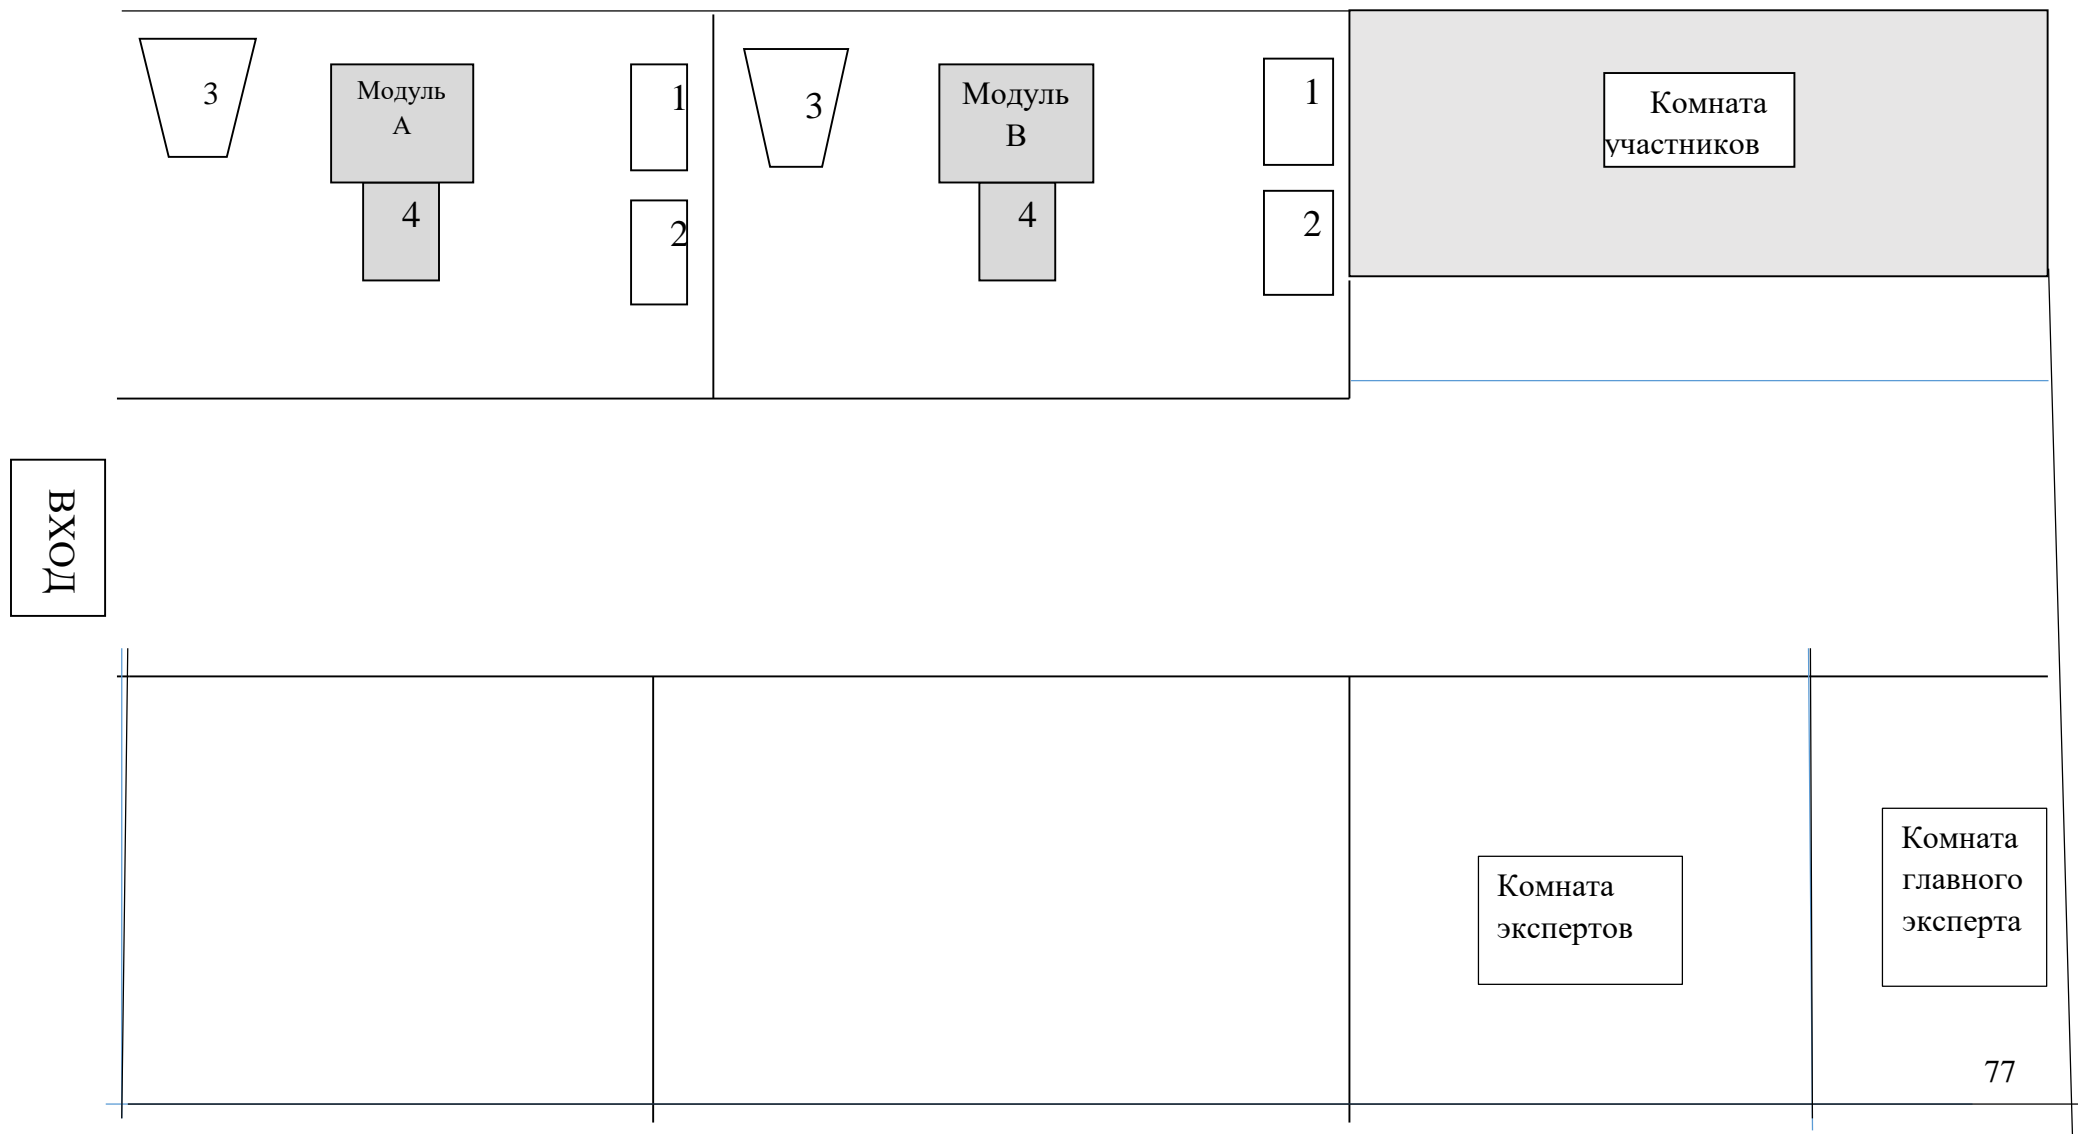 3
Модуль
А
4
1
2
3
Модуль
В
4
1
2
Комната
участников
ВХОД
Комната
экспертов
Комната
главного
эксперта
77